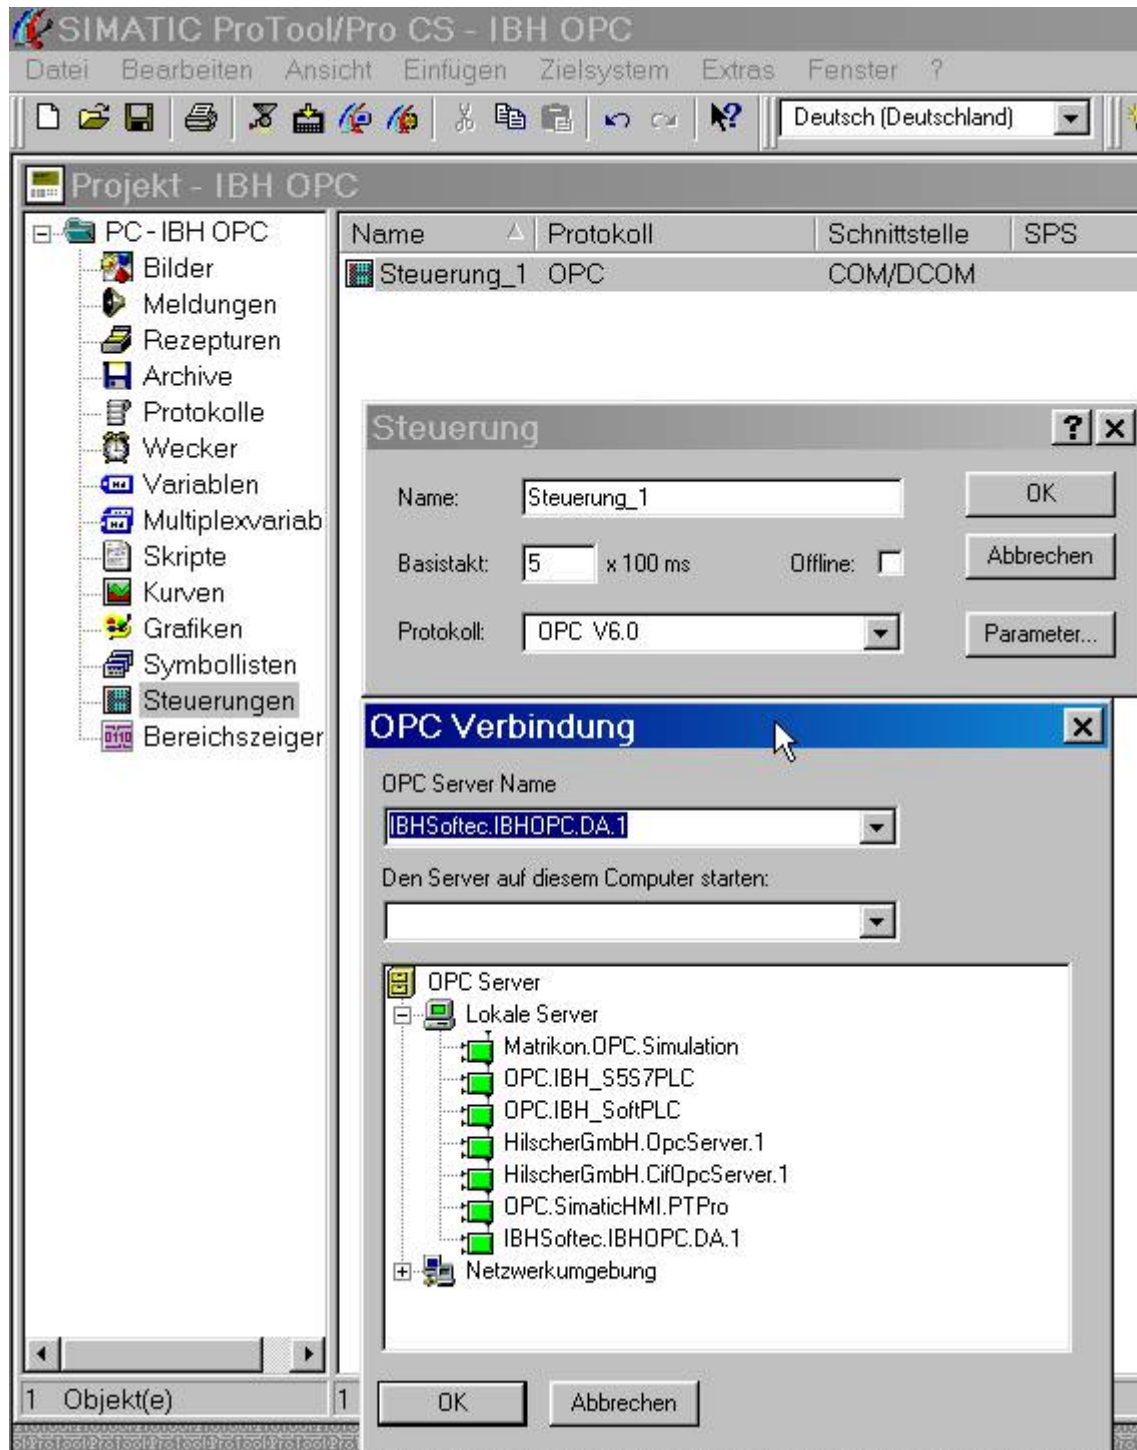 SIMATIC ProTool/Pro CS - IBH OPC
Datei Bearbeiten Ansicht Einfügen Zielsystem Extras Fenster ?
Deutsch (Deutschland)
Projekt - IBH OPC
PC-IBH OPC
Bilder
Meldungen
Rezepturen
Archive
Protokolle
Wecker
Variablen
Multiplexvariab
Skripte
Kurven
Grafiken
Symbollisten
Steuerungen
Bereichszeiger
Name Protokoll Schnittstelle SPS
Steuerung_1 OPC COM/DCOM
Steuerung
Name: Steuerung_1 OK
Basistakt: 5 x 100 ms Offline: Abbrechen
Protokoll: OPC V6.0 Parameter...
OPC Verbindung
OPC Server Name
IBHSoftec.IBHOPC.DA.1
Den Server auf diesem Computer starten:
OPC Server
Lokale Server
Matrikon.OPC.Simulation
OPC.IBH_S5S7PLC
OPC.IBH_SoftPLC
HilscherGmbH.OpcServer.1
HilscherGmbH.CifOpcServer.1
OPC.SimaticHMI.PTPro
IBHSoftec.IBHOPC.DA.1
Netzwerkumgebung
OK Abbrechen
1 Objekt(e) 1